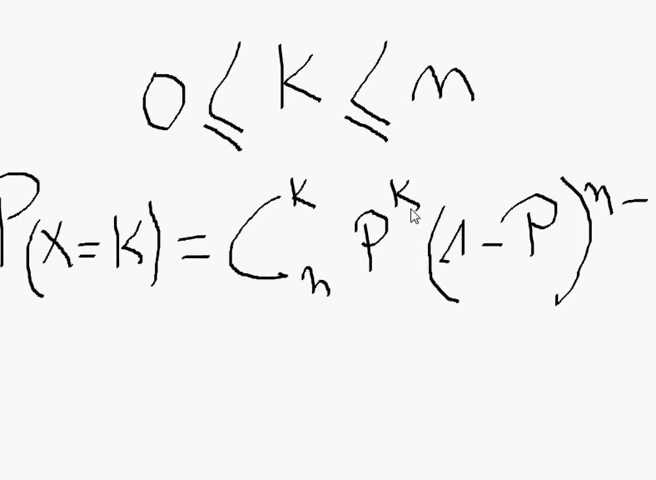 0 ≤ K ≤ n
P(X=K) = C_n^K P^K (1-P)^n-